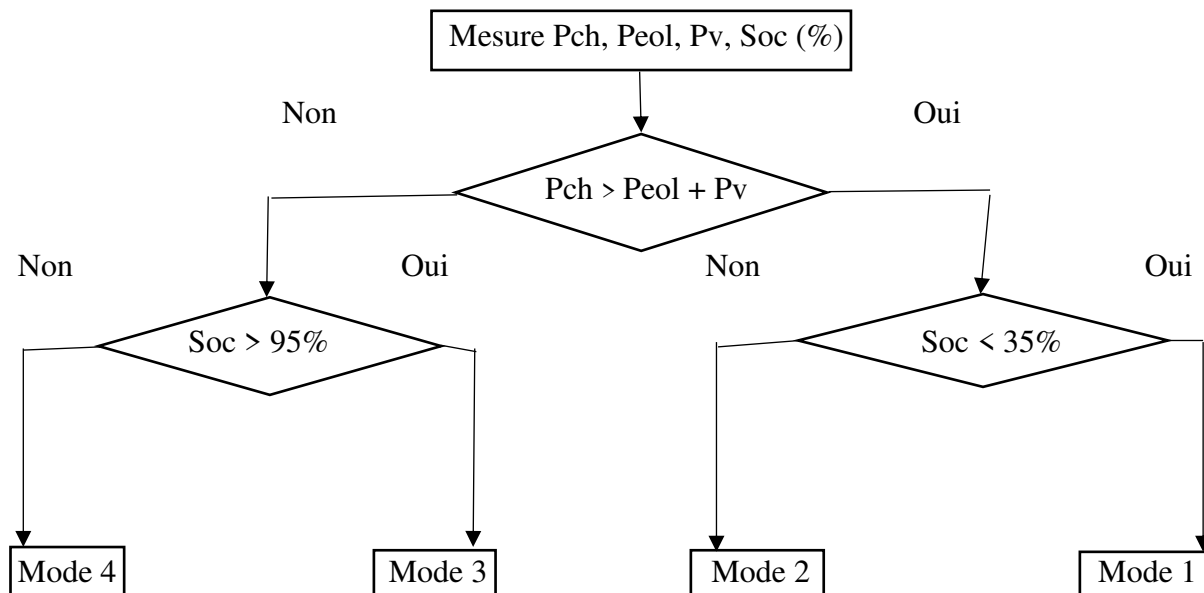 Mesure Pch, Peol, Pv, Soc (%)
Non
Oui
Pch > Peol + Pv
Non
Oui
Non
Oui
Soc > 95%
Soc < 35%
Mode 4
Mode 3
Mode 2
Mode 1